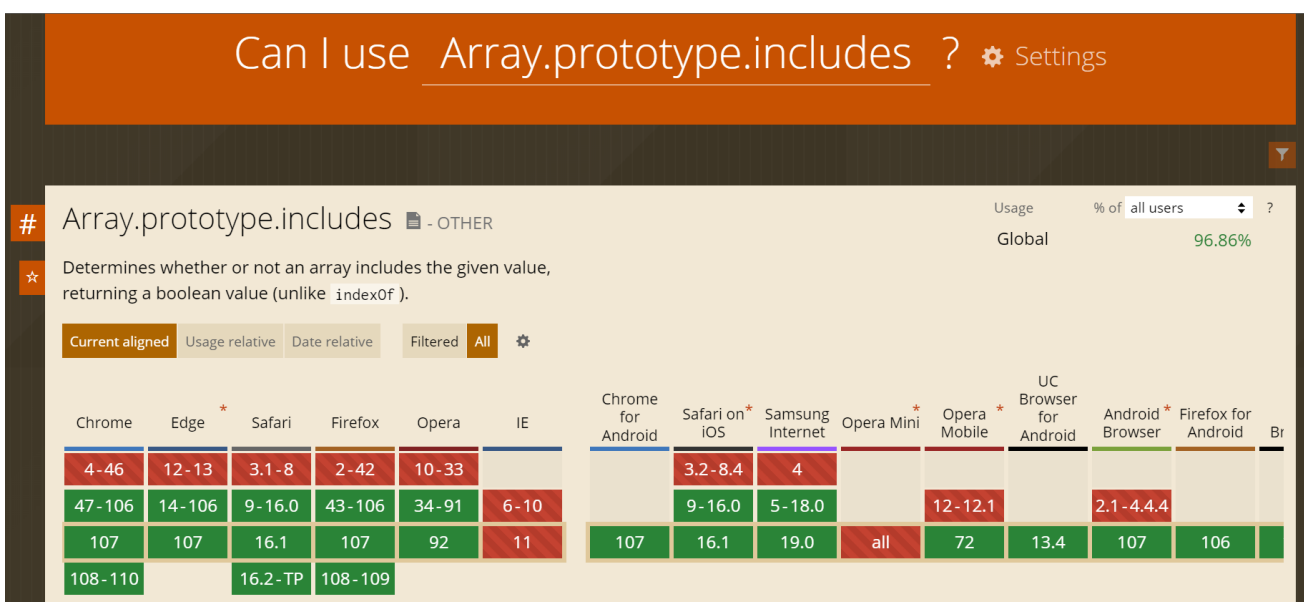 Can I use Array.prototype.includes ? Settings
#
Array.prototype.includes - OTHER
Usage % of all users ?
Global 96.86%
Determines whether or not an array includes the given value,
returning a boolean value (unlike indexOf ).
Current aligned Usage relative Date relative Filtered All
Chrome Edge * Safari Firefox Opera IE Chrome for Android Safari on iOS * Samsung Internet Opera Mini Opera Mobile * UC Browser for Android Android Browser * Firefox for Android
4-46 12-13 3.1-8 2-42 10-33 3.2-8.4 4
47-106 14-106 9-16.0 43-106 34-91 6-10 9-16.0 5-18.0 12-12.1 2.1-4.4.4
107 107 16.1 107 92 11 107 16.1 19.0 all 72 13.4 107 106
108-110 16.2-TP 108-109